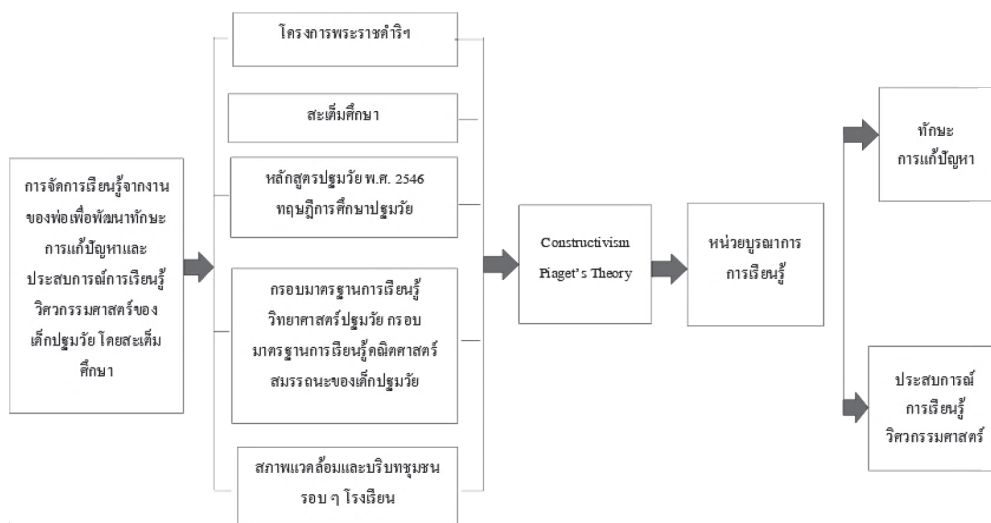 การจัดการเรียนรู้จากงาน
ของพ่อเพื่อพัฒนาทักษะ
การแก้ปัญหาและ
ประสบการณ์การเรียนรู้
วิศวกรรมศาสตร์ของ
เด็กปฐมวัย โดยสะเต็ม
ศึกษา
โครงการพระราชดำริฯ
สะเต็มศึกษา
หลักสูตรปฐมวัย พ.ศ. 2546
ทฤษฎีการศึกษาปฐมวัย
กรอบมาตรฐานการเรียนรู้
วิทยาศาสตร์ปฐมวัย กรอบ
มาตรฐานการเรียนรู้คณิตศาสตร์
สมรรถนะของเด็กปฐมวัย
สภาพแวดล้อมและบริบทชุมชน
รอบ ๆ โรงเรียน
Constructivism
Piaget’s Theory
หน่วยบูรณาการ
การเรียนรู้
ทักษะ
การแก้ปัญหา
ประสบการณ์
การเรียนรู้
วิศวกรรมศาสตร์